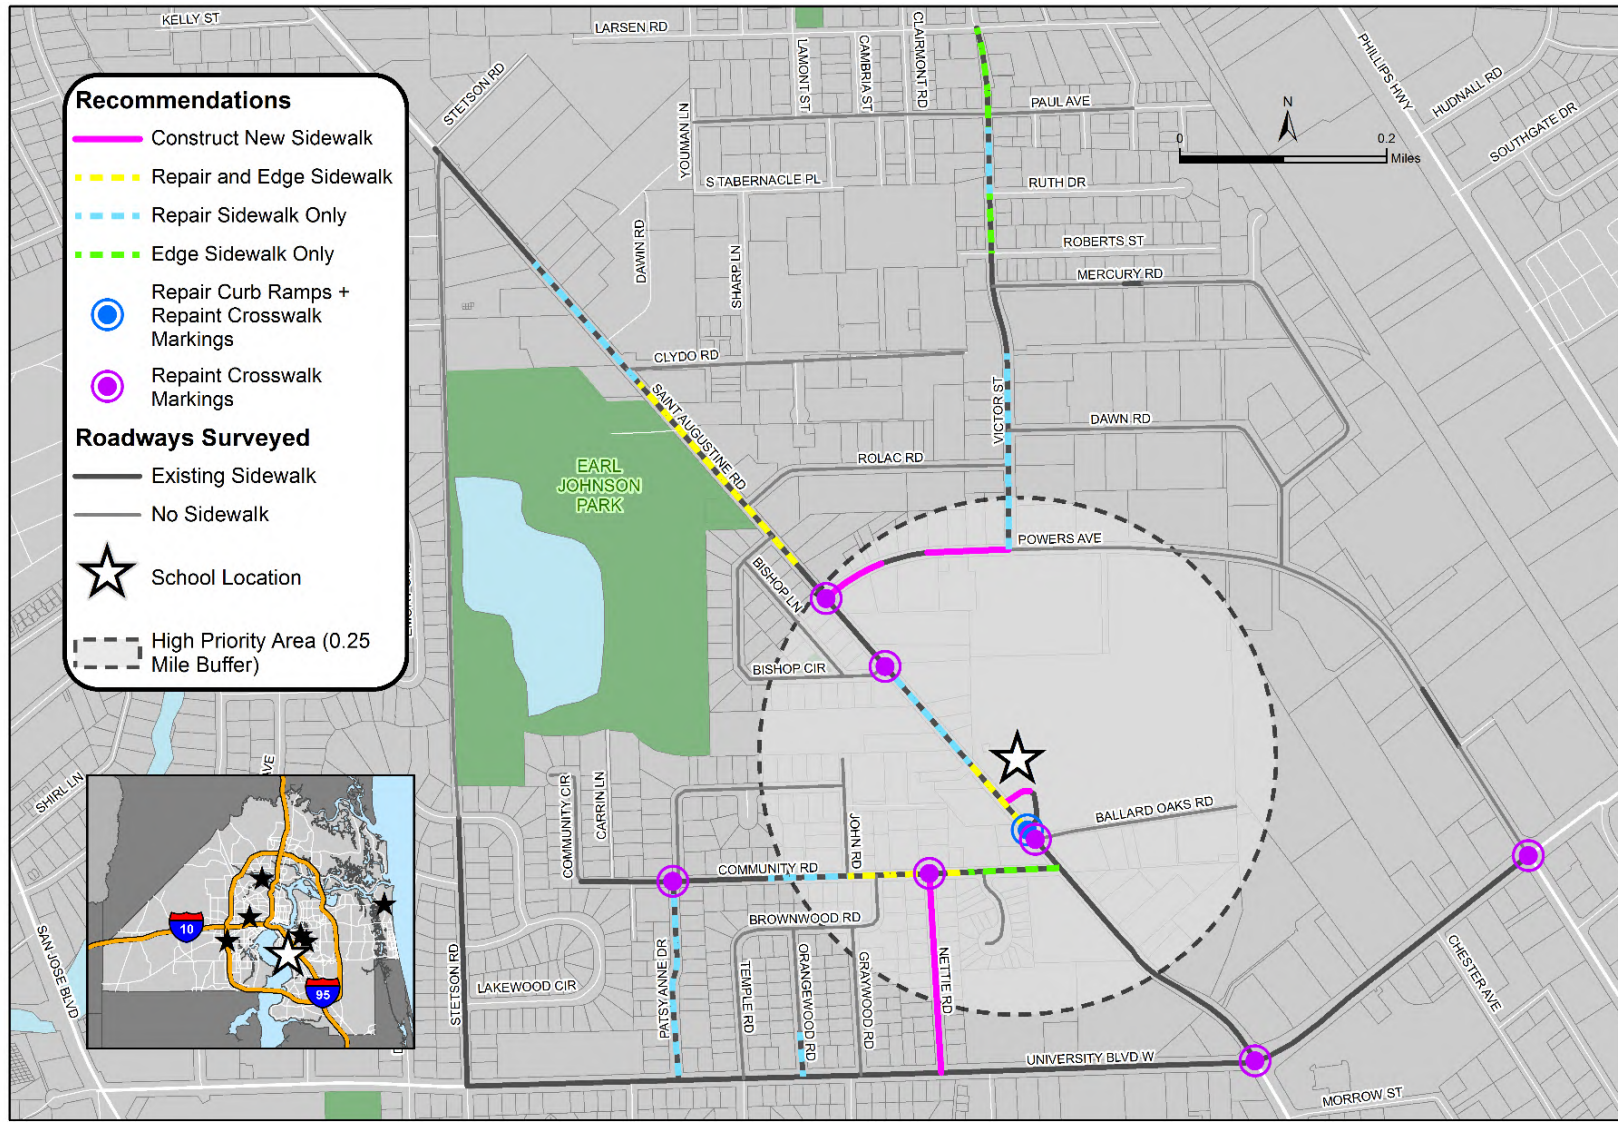 KELLY ST
LARSEN RD
STETSON RD
LAMONT ST
CAMBRIA ST
CLAIRMONT RD
PHILLIPS HWY
HUDNALL RD
SOUTHGATE DR
Recommendations
Construct New Sidewalk
Repair and Edge Sidewalk
Repair Sidewalk Only
Edge Sidewalk Only
Repair Curb Ramps +
Repaint Crosswalk
Markings
Repaint Crosswalk
Markings
Roadways Surveyed
Existing Sidewalk
No Sidewalk
School Location
High Priority Area (0.25
Mile Buffer)
N
0
0.2
Miles
YOUMAN LN
PAUL AVE
S TABERNACLE PL
RUTH DR
DAWIN RD
SHARP LN
ROBERTS ST
MERCURY RD
CLYDO RD
SAINT AUGUSTINE RD
VICTOR ST
DAWN RD
ROLAC RD
EARL
JOHNSON
PARK
POWERS AVE
BISHOP LN
BISHOP CIR
SHIRL LN
AVE
COMMUNITY CIR
CARRIN LN
JOHN RD
BALLARD OAKS RD
COMMUNITY RD
BROWNWOOD RD
STETSON RD
LAKEWOOD CIR
PATSY ANNE DR
TEMPLE RD
ORANGEWOOD RD
GRAYWOOD RD
NETTIE RD
UNIVERSITY BLVD W
CHESTER AVE
MORROW ST
SAN JOSE BLVD
10
95